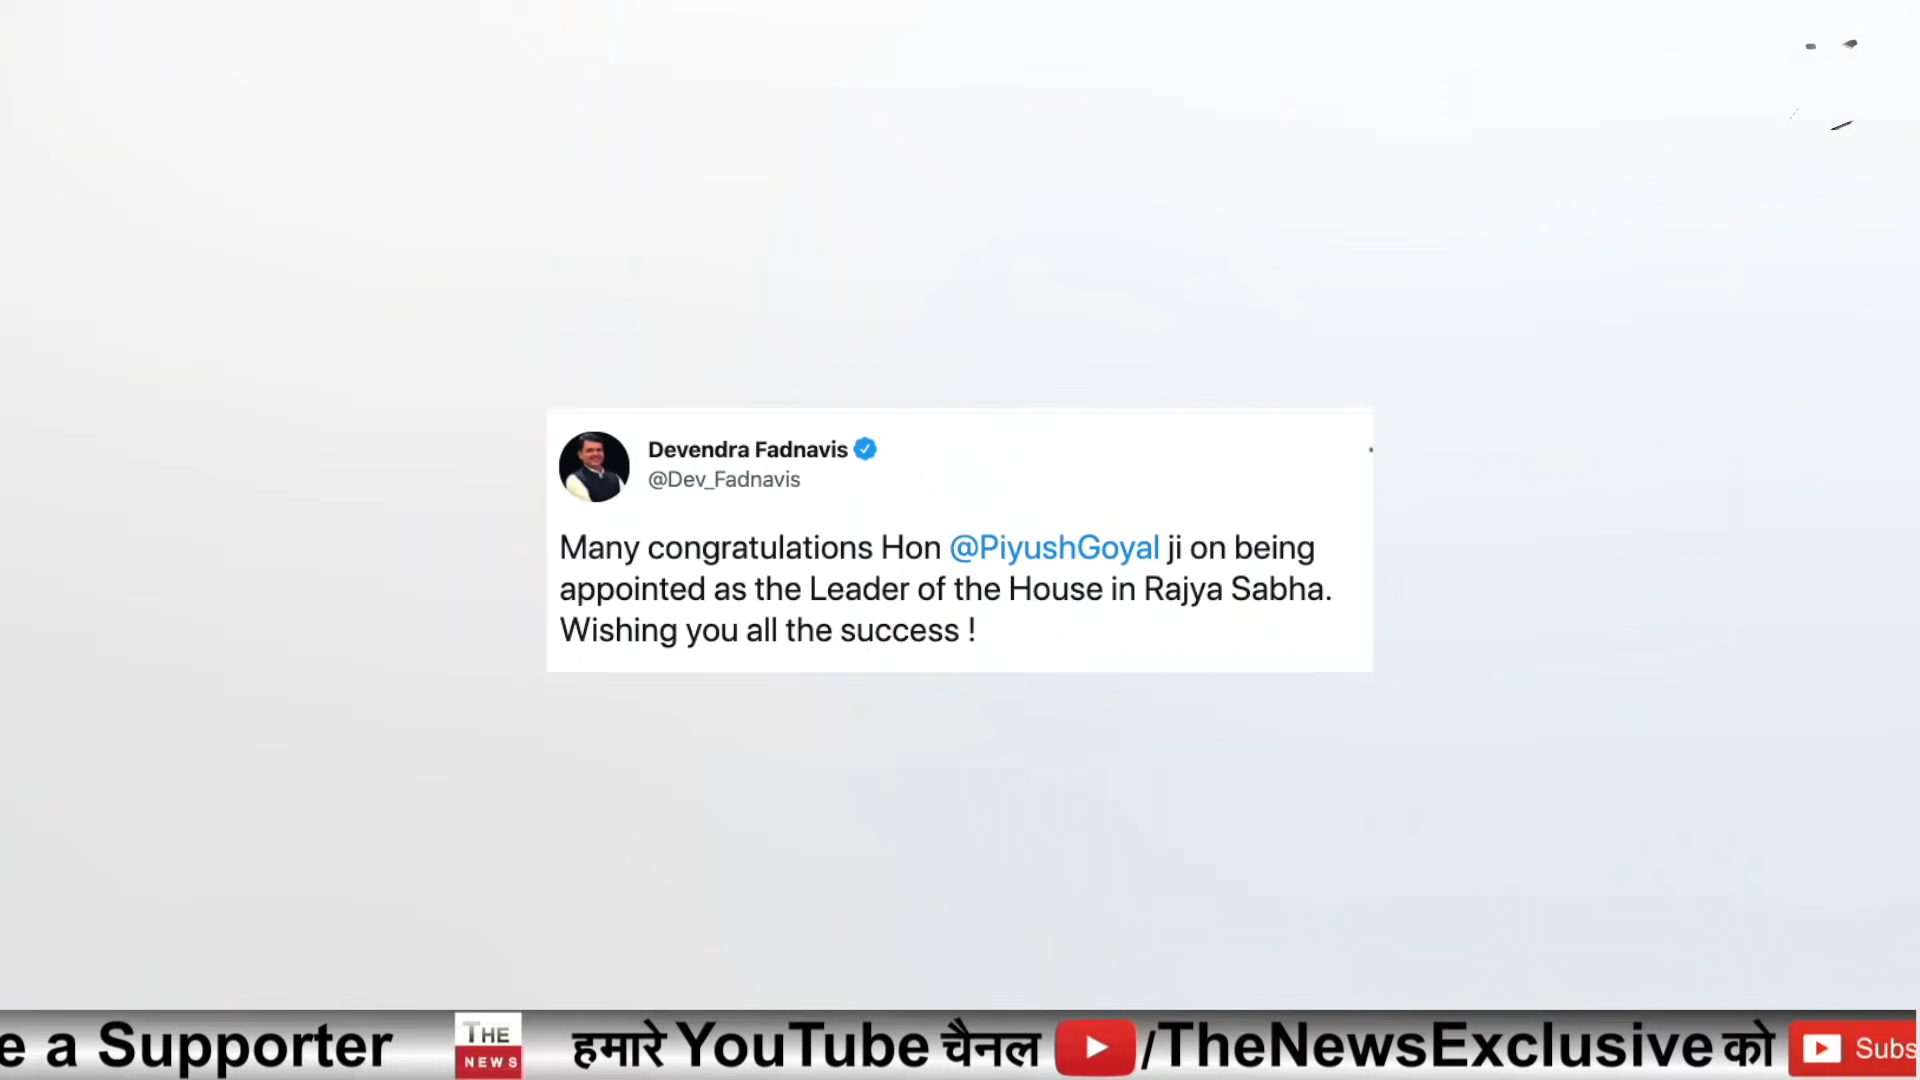 Devendra Fadnavis
@Dev_Fadnavis
Many congratulations Hon @PiyushGoyal ji on being
appointed as the Leader of the House in Rajya Sabha.
Wishing you all the success !
e a Supporter THE NEWS हमारे YouTube चैनल /TheNewsExclusive को Subs